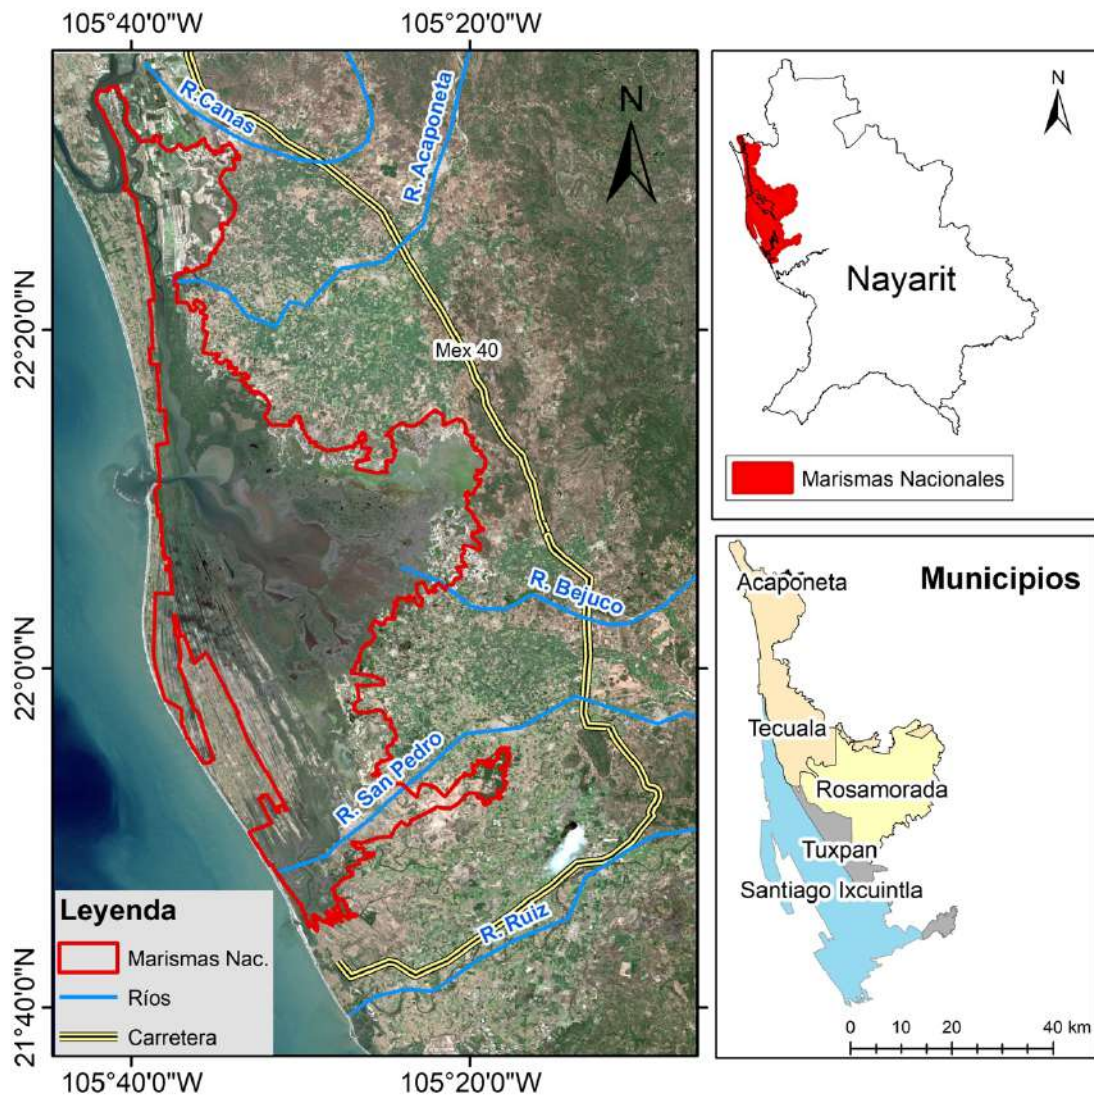 105°40'0"W
105°20'0"W
R.Canas
R. Acaponeta
N
22°20'0"N
Mex 40
R. Bejuco
22°0'0"N
R. San Pedro
R. Ruiz
21°40'0"N
Leyenda
Marismas Nac.
Ríos
Carretera
105°40'0"W
105°20'0"W
N
Nayarit
Marismas Nacionales
Municipios
Acaponeta
Tecuala
Rosamorada
Tuxpan
Santiago Ixcuintla
0 10 20 40 km